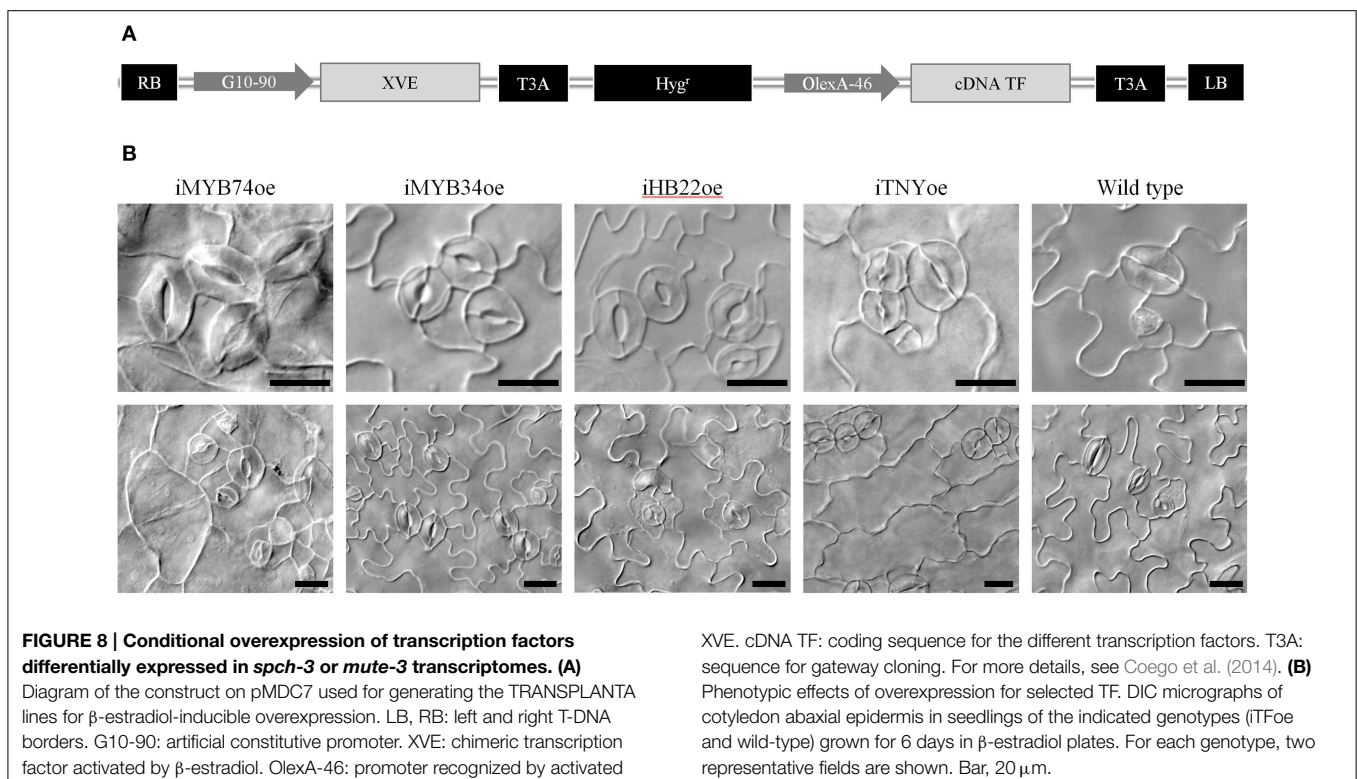 A
RB G10-90 XVE T3A Hygʳ OlexA-46 cDNA TF T3A LB
B
iMYB74oe iMYB34oe iHB22oe iTNYoe Wild type
FIGURE 8 | Conditional overexpression of transcription factors
differentially expressed in spch-3 or mute-3 transcriptomes. (A)
Diagram of the construct on pMDC7 used for generating the TRANSPLANTA
lines for β-estradiol-inducible overexpression. LB, RB: left and right T-DNA
borders. G10-90: artificial constitutive promoter. XVE: chimeric transcription
factor activated by β-estradiol. OlexA-46: promoter recognized by activated
XVE. cDNA TF: coding sequence for the different transcription factors. T3A:
sequence for gateway cloning. For more details, see Coego et al. (2014). (B)
Phenotypic effects of overexpression for selected TF. DIC micrographs of
cotyledon abaxial epidermis in seedlings of the indicated genotypes (iTFoe
and wild-type) grown for 6 days in β-estradiol plates. For each genotype, two
representative fields are shown. Bar, 20 μm.